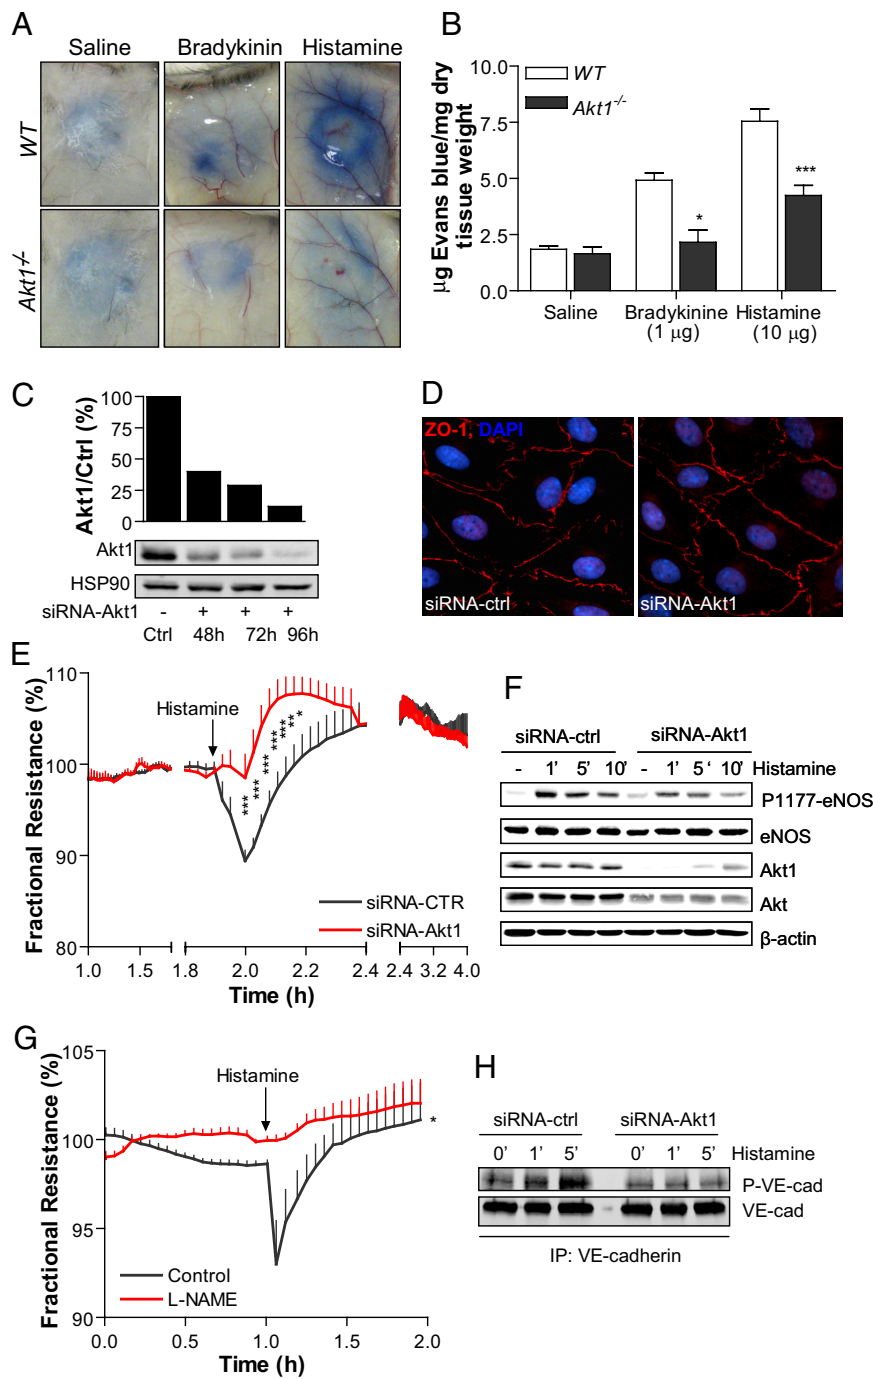 A
Saline Bradykinin Histamine
WT
Akt1-/-
B
μg Evans blue/mg dry
tissue weight
10.0
7.5
5.0
2.5
0.0
WT
Akt1-/-
*
***
Saline Bradykinine Histamine
(1 μg) (10 μg)
C
Akt1/Ctrl (%)
100
75
50
25
0
Akt1
HSP90
siRNA-Akt1 - + + +
Ctrl 48h 72h 96h
D
ZO-1, DAPI
siRNA-ctrl
siRNA-Akt1
E
Fractional Resistance (%)
110
100
90
80
Histamine
***
***
***
***
***
**
**
*
siRNA-CTR
siRNA-Akt1
1.0 1.5 1.8 2.0 2.2 2.4 2.4 3.2 4.0
Time (h)
F
siRNA-ctrl siRNA-Akt1
- 1' 5' 10' - 1' 5‘ 10' Histamine
P1177-eNOS
eNOS
Akt1
Akt
β-actin
G
Fractional Resistance (%)
105
100
95
90
Histamine
*
Control
L-NAME
0.0 0.5 1.0 1.5 2.0
Time (h)
H
siRNA-ctrl siRNA-Akt1
0' 1' 5' 0' 1' 5' Histamine
P-VE-cad
VE-cad
IP: VE-cadherin